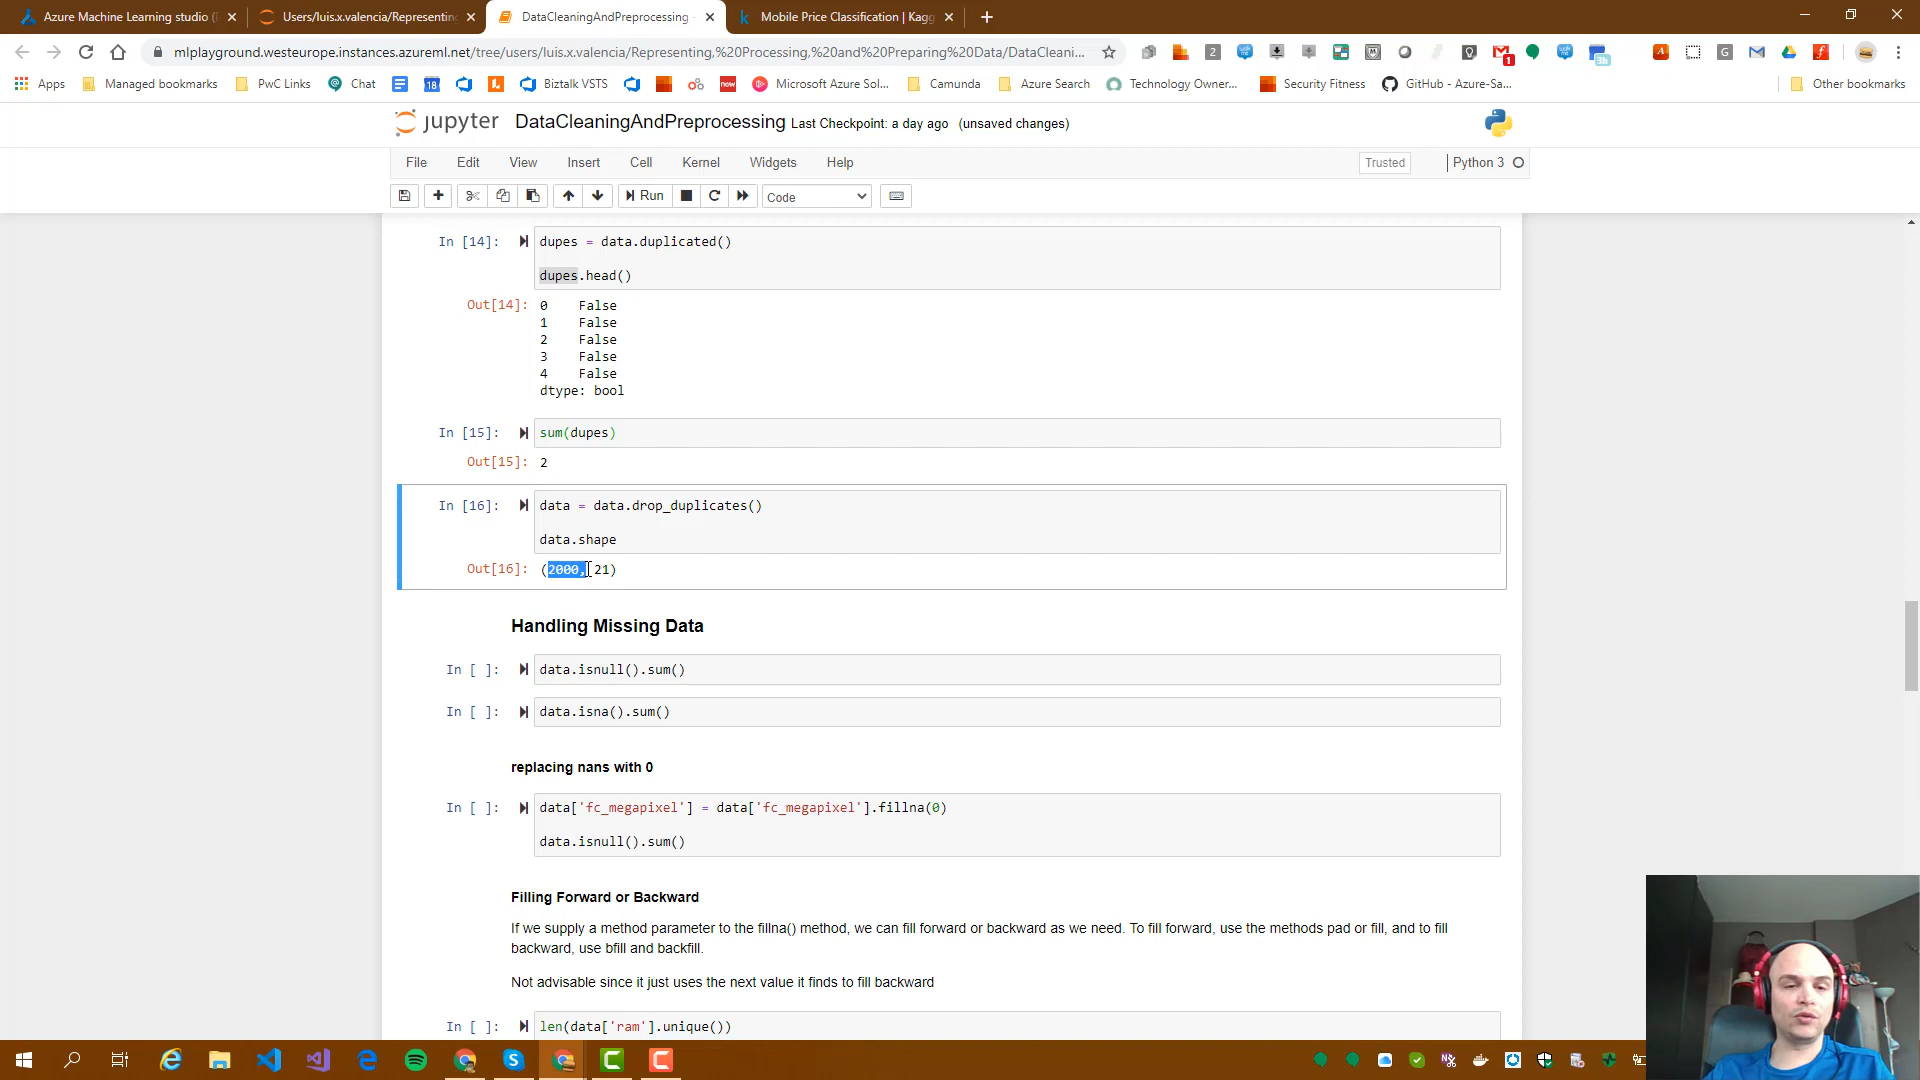 Azure Machine Learning studio (
Users/luis.x.valencia/Representing
DataCleaningAndPreprocessing -
Mobile Price Classification | Kagg
mlplayground.westeurope.instances.azureml.net/tree/users/luis.x.valencia/Representing,%20Processing,%20and%20Preparing%20Data/DataCleani...
Apps
Managed bookmarks
PwC Links
Chat
18
Biztalk VSTS
new
Microsoft Azure Sol...
Camunda
Azure Search
Technology Owner...
Security Fitness
GitHub - Azure-Sa...
Other bookmarks
jupyter DataCleaningAndPreprocessing Last Checkpoint: a day ago (unsaved changes)
File Edit View Insert Cell Kernel Widgets Help
Trusted
Python 3
Run
Code
In [14]: dupes = data.duplicated()
dupes.head()
Out[14]: 0 False
1 False
2 False
3 False
4 False
dtype: bool
In [15]: sum(dupes)
Out[15]: 2
In [16]: data = data.drop_duplicates()
data.shape
Out[16]: (2000, 21)
Handling Missing Data
In [ ]: data.isnull().sum()
In [ ]: data.isna().sum()
replacing nans with 0
In [ ]: data['fc_megapixel'] = data['fc_megapixel'].fillna(0)
data.isnull().sum()
Filling Forward or Backward
If we supply a method parameter to the fillna() method, we can fill forward or backward as we need. To fill forward, use the methods pad or fill, and to fill
backward, use bfill and backfill.
Not advisable since it just uses the next value it finds to fill backward
In [ ]: len(data['ram'].unique())